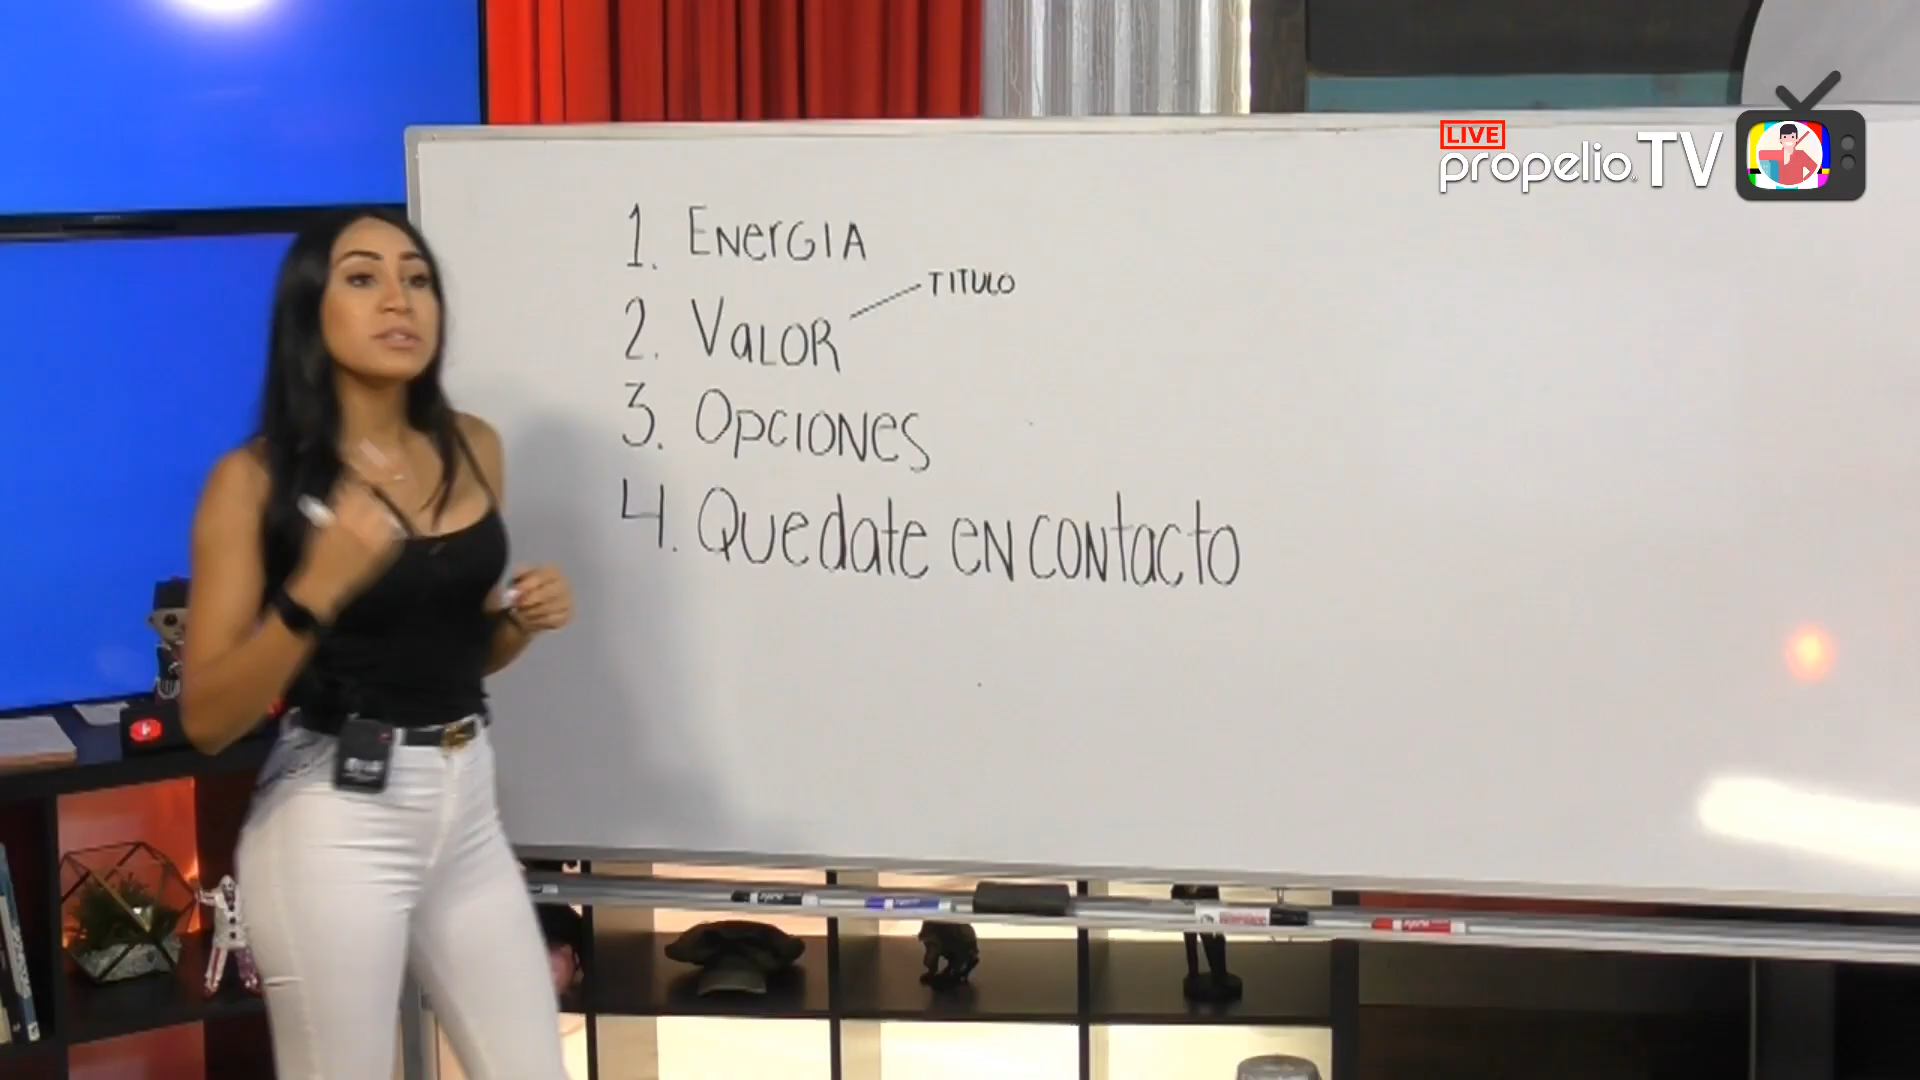 LIVE
propelio.TV
1. ENerGIA
TITULO
2. VaLOR
3. OPCIONeS
4. Quedate eN contacto